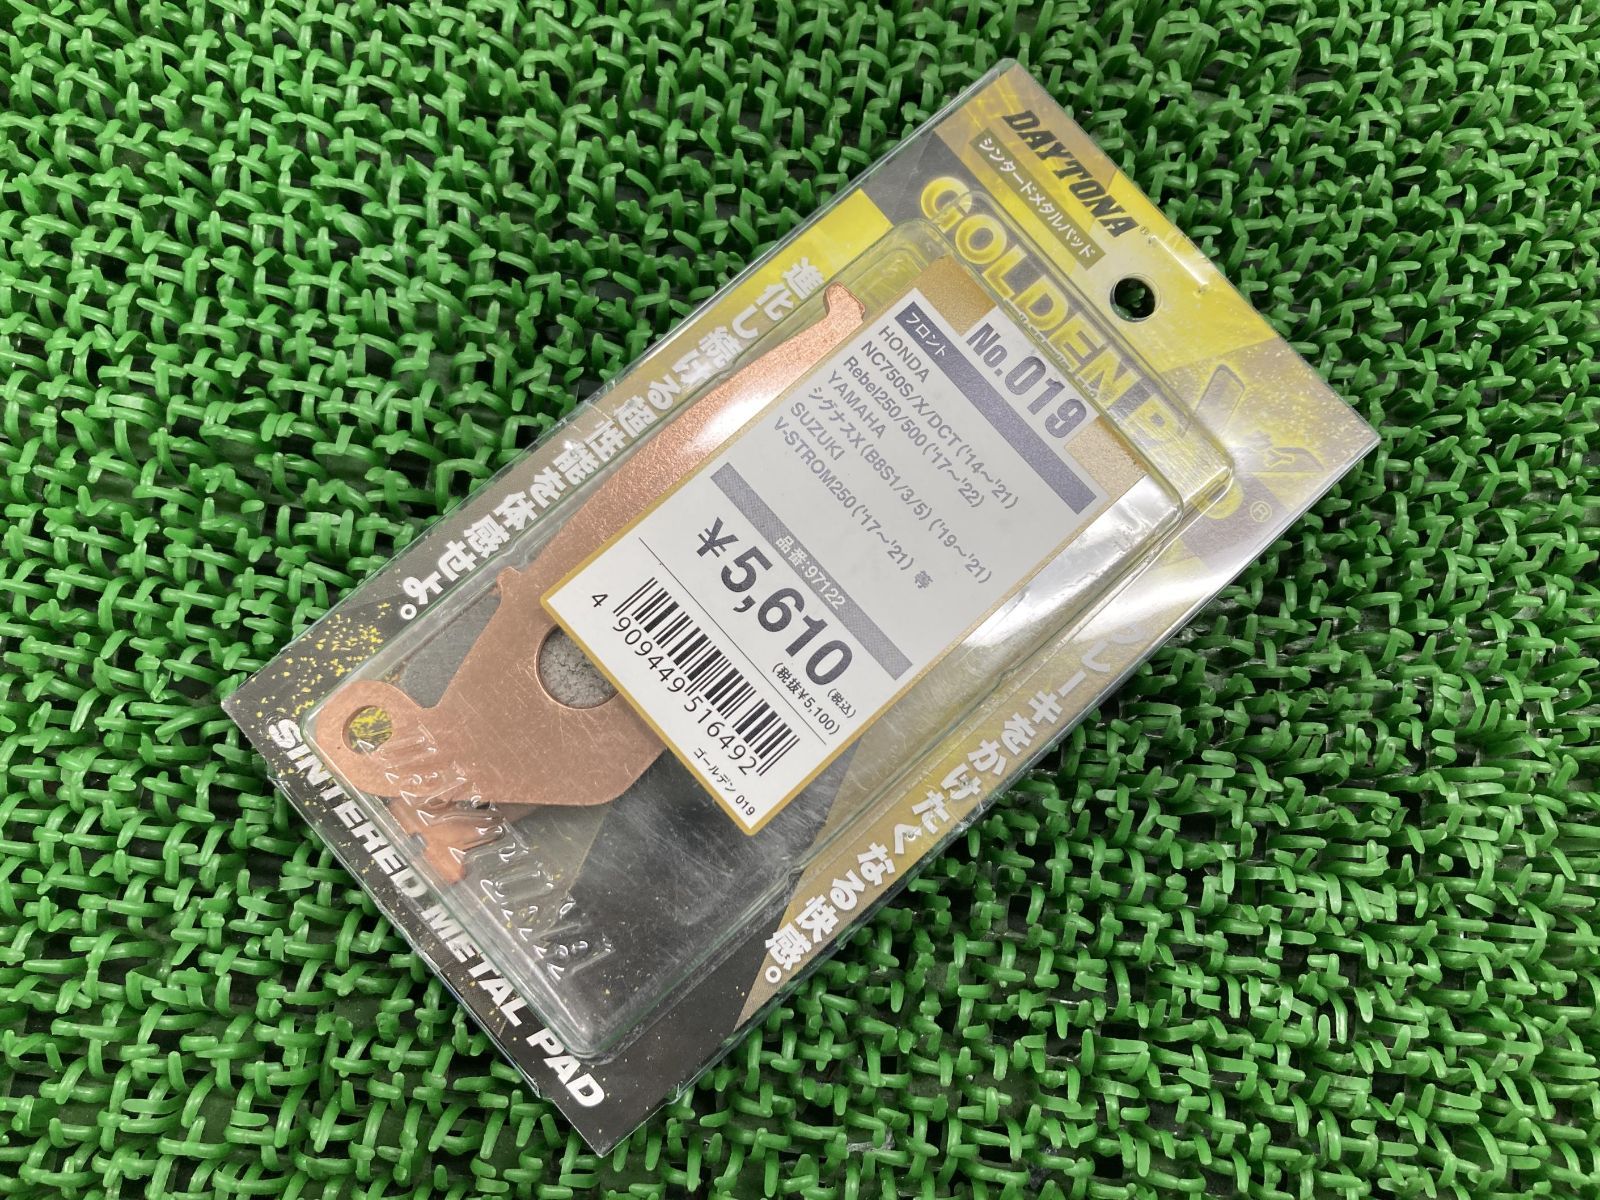 DAYTONA®
シンタードメタルパッド
GOLDEN PAD®
No.019
フロント
HONDA
NC750S/X/DCT('14～'21)
Rebel250/500('17～'22)
YAMAHA
シグナスX(B8S1/3/5)('19～'21)
SUZUKI
V-STROM250('17～'21) 等
品番:97122
¥5,610
(税込)
(税抜¥5,100)
4 909449 516492
ゴールデン 019
進化し続ける超性能を体感せよ。
ブレーキをかけたくなる快感。
SINTERED METAL PAD